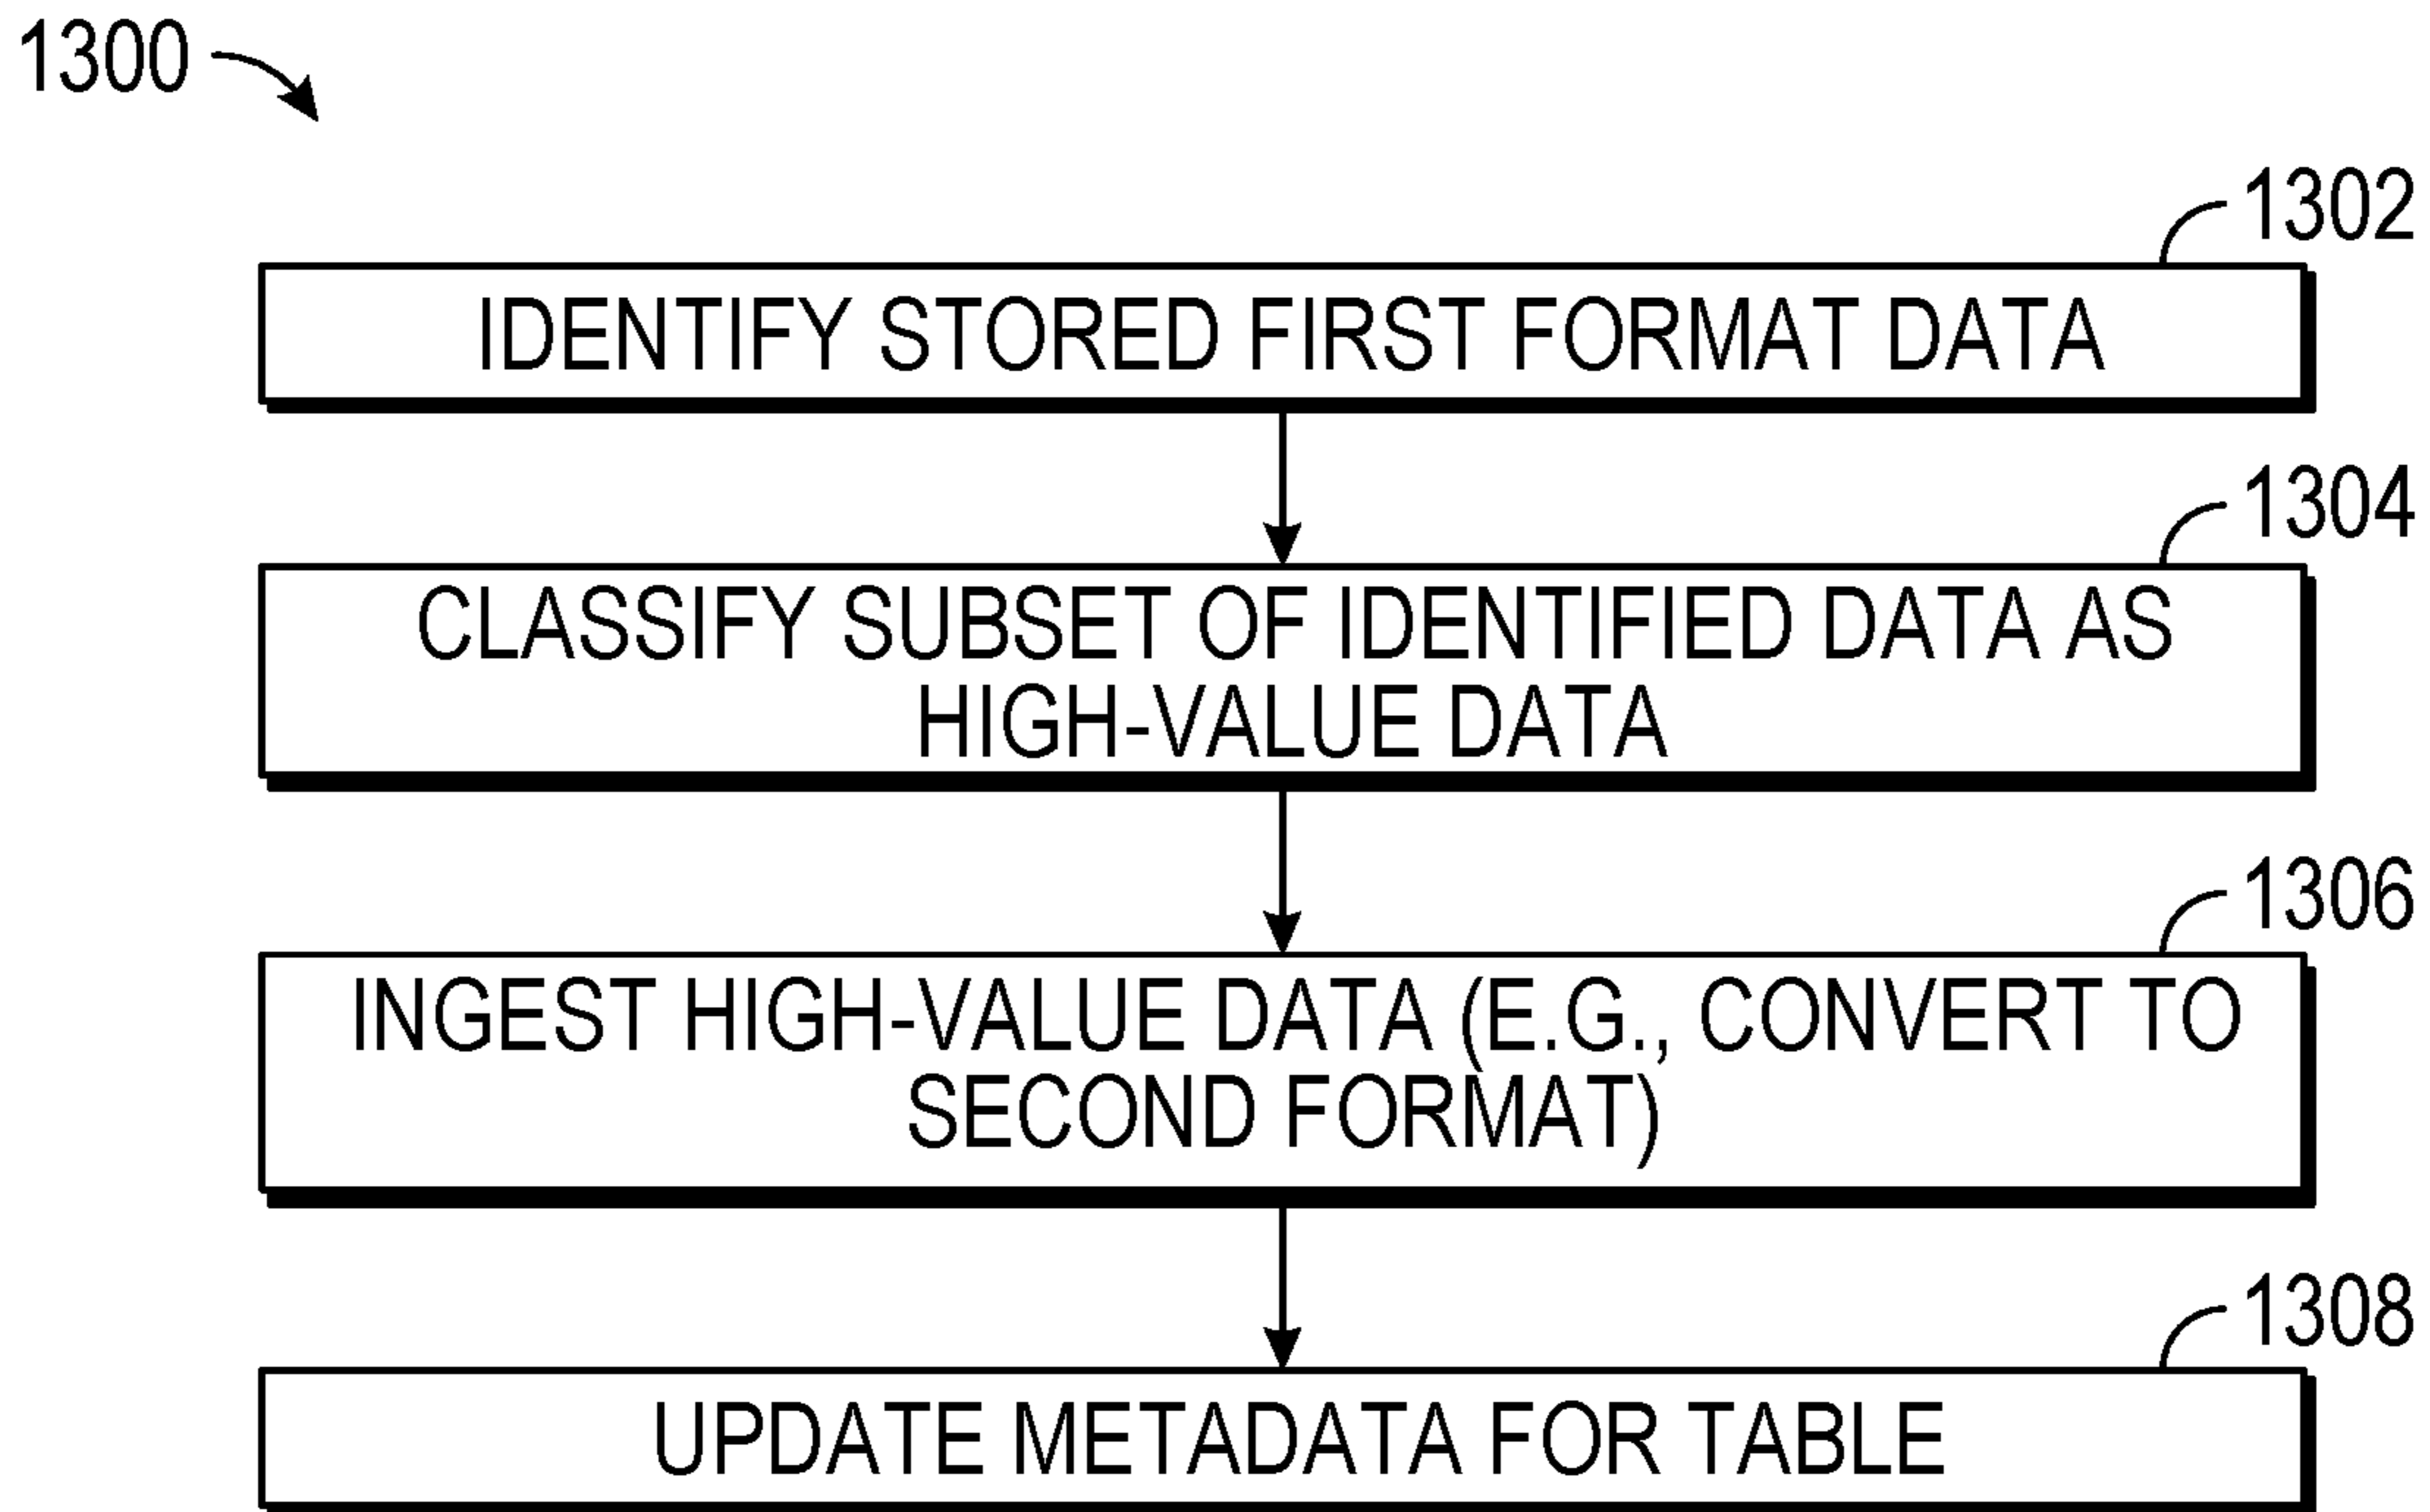 1300
1302
IDENTIFY STORED FIRST FORMAT DATA
1304
CLASSIFY SUBSET OF IDENTIFIED DATA AS
HIGH-VALUE DATA
1306
INGEST HIGH-VALUE DATA (E.G., CONVERT TO
SECOND FORMAT)
1308
UPDATE METADATA FOR TABLE